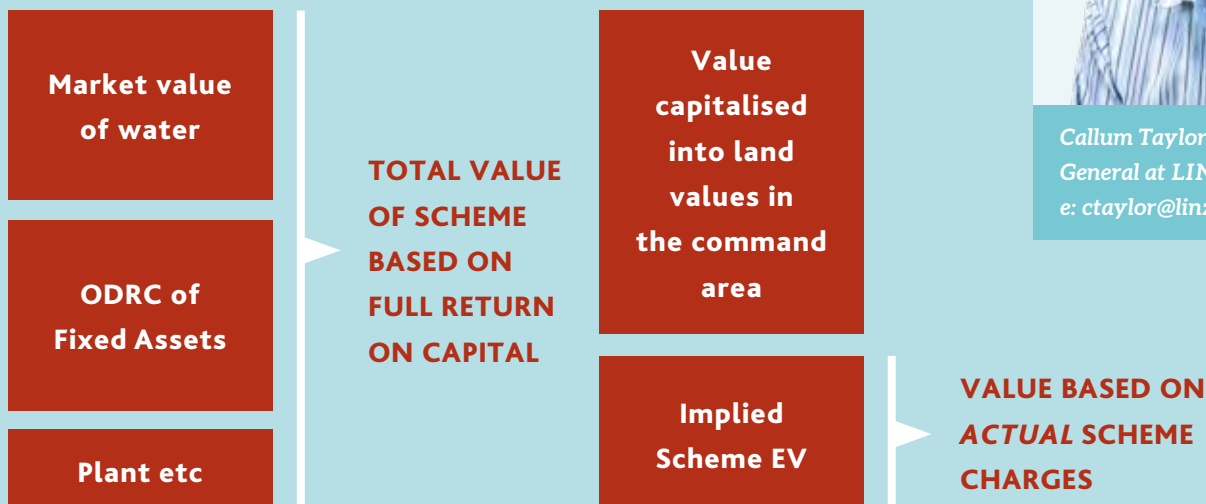 Market value
of water
ODRC of
Fixed Assets
Plant etc
TOTAL VALUE
OF SCHEME
BASED ON
FULL RETURN
ON CAPITAL
Value
capitalised
into land
values in
the command
area
Implied
Scheme EV
VALUE BASED ON
ACTUAL SCHEME
CHARGES
Callum Taylor
General at LIN
e: ctaylor@lin